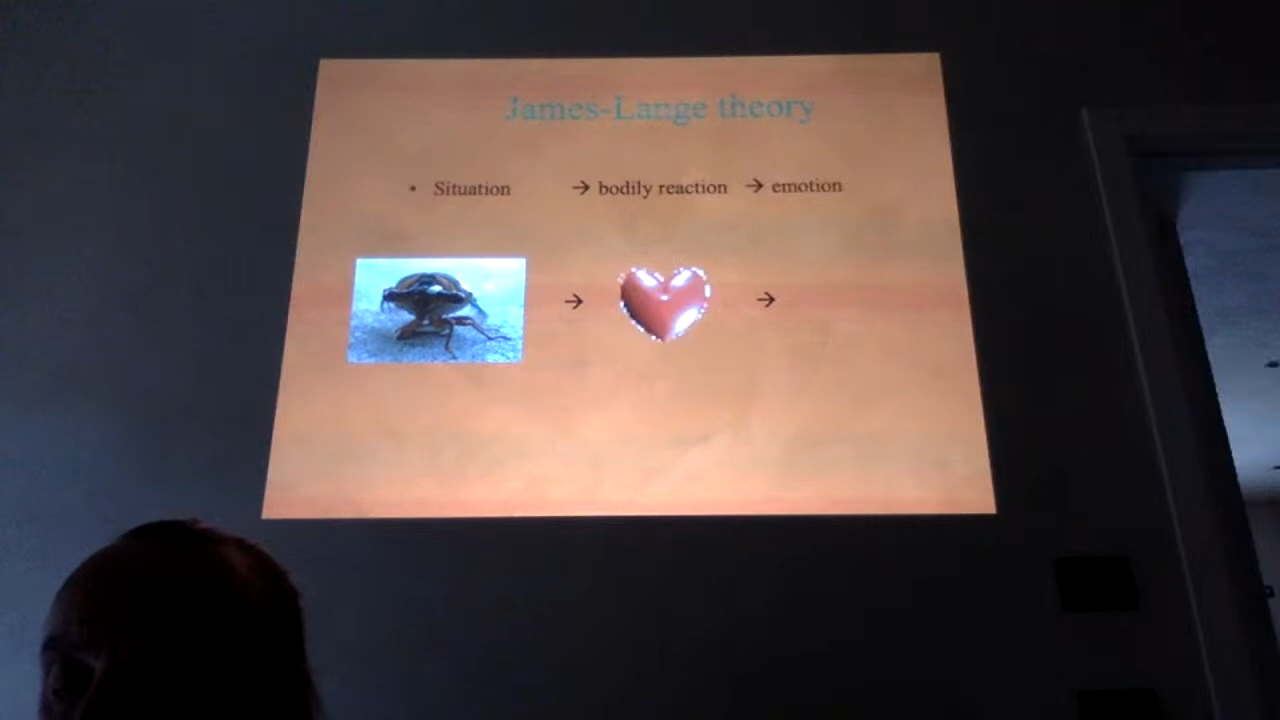 James-Lange theory
• Situation → bodily reaction → emotion
→ →